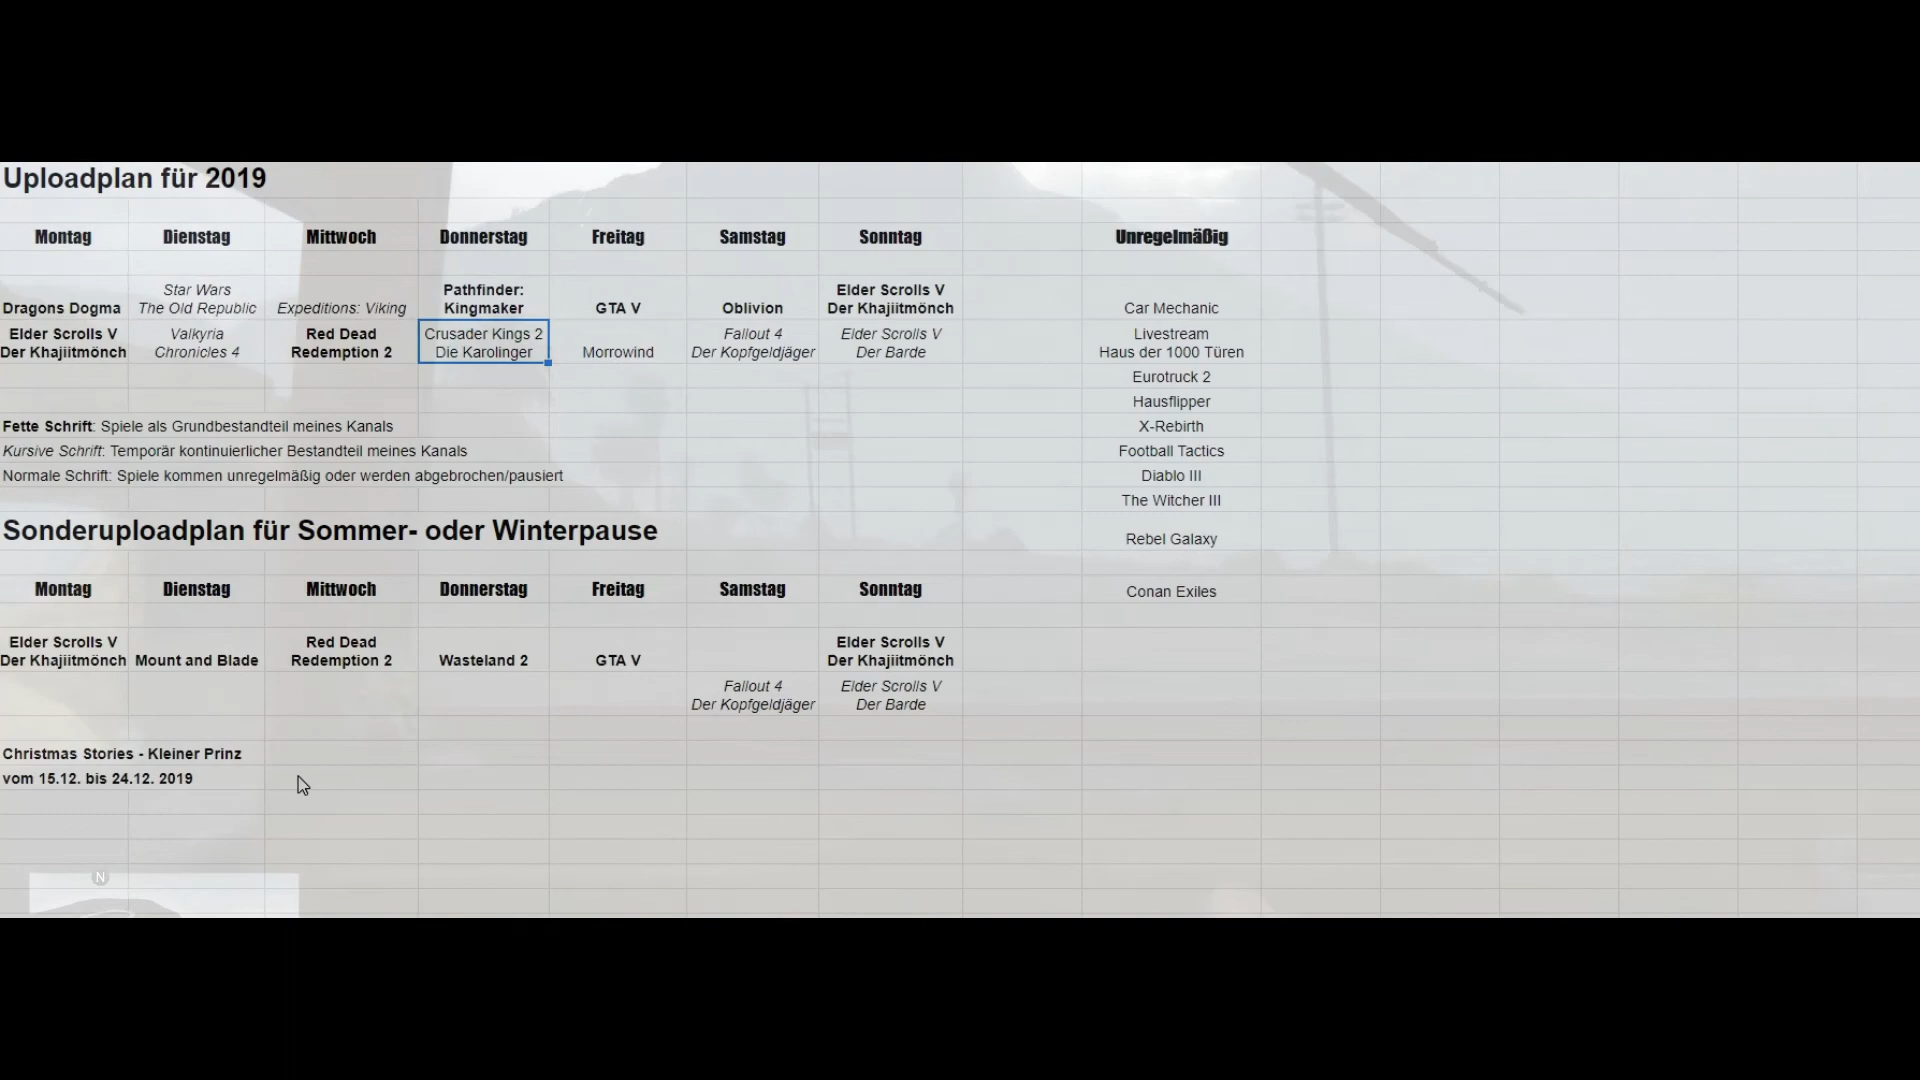 Uploadplan für 2019
Montag Dienstag Mittwoch Donnerstag Freitag Samstag Sonntag Unregelmäßig
Star Wars Pathfinder: Elder Scrolls V
Dragons Dogma The Old Republic Expeditions: Viking Kingmaker GTA V Oblivion Der Khajiitmönch Car Mechanic
Elder Scrolls V Valkyria Red Dead Crusader Kings 2 Fallout 4 Elder Scrolls V Livestream
Der Khajiitmönch Chronicles 4 Redemption 2 Die Karolinger Morrowind Der Kopfgeldjäger Der Barde Haus der 1000 Türen
Eurotruck 2
Hausflipper
Fette Schrift: Spiele als Grundbestandteil meines Kanals X-Rebirth
Kursive Schrift: Temporär kontinuierlicher Bestandteil meines Kanals Football Tactics
Normale Schrift: Spiele kommen unregelmäßig oder werden abgebrochen/pausiert Diablo III
The Witcher III
Sonderuploadplan für Sommer- oder Winterpause Rebel Galaxy
Montag Dienstag Mittwoch Donnerstag Freitag Samstag Sonntag Conan Exiles
Elder Scrolls V Red Dead Elder Scrolls V
Der Khajiitmönch Mount and Blade Redemption 2 Wasteland 2 GTA V Der Khajiitmönch
Fallout 4 Elder Scrolls V
Der Kopfgeldjäger Der Barde
Christmas Stories - Kleiner Prinz
vom 15.12. bis 24.12. 2019
N